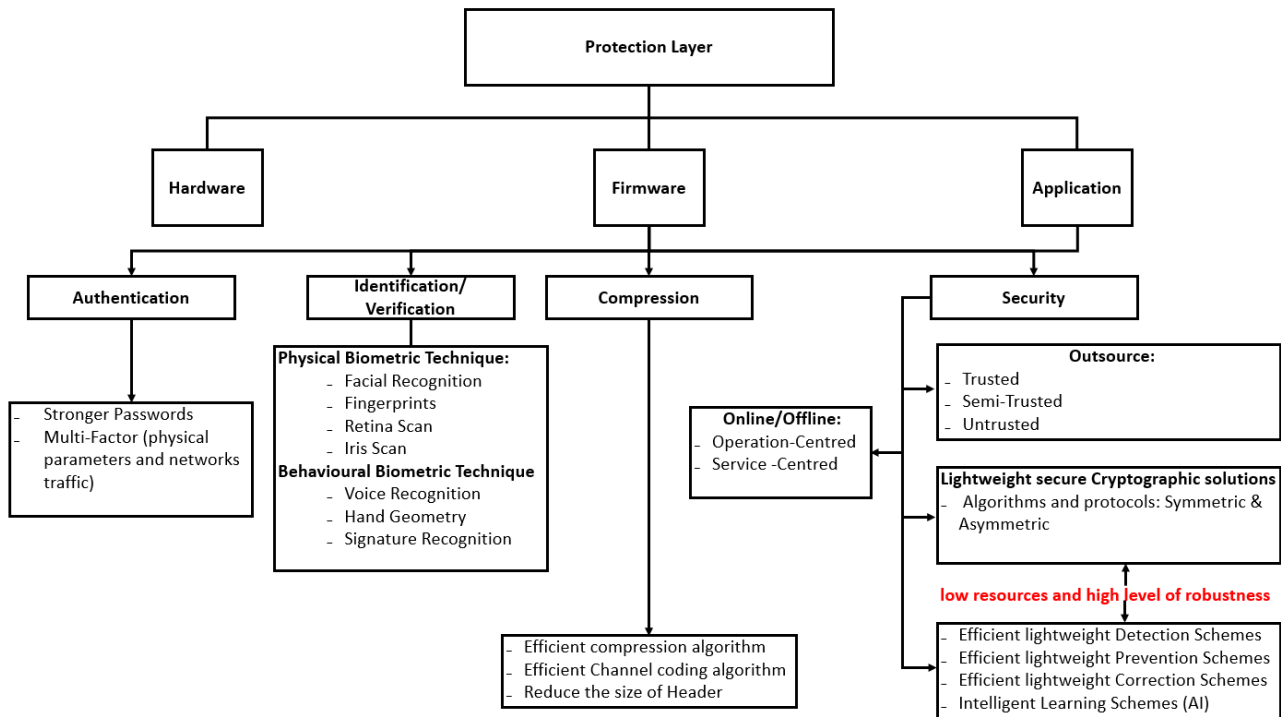 Protection Layer
Hardware
Firmware
Application
Authentication
Identification/
Verification
Compression
Security
Physical Biometric Technique:
- Facial Recognition
- Fingerprints
- Retina Scan
- Iris Scan
Behavioural Biometric Technique
- Voice Recognition
- Hand Geometry
- Signature Recognition
- Stronger Passwords
- Multi-Factor (physical
parameters and networks
traffic)
Online/Offline:
- Operation-Centred
- Service -Centred
Outsource:
- Trusted
- Semi-Trusted
- Untrusted
Lightweight secure Cryptographic solutions
- Algorithms and protocols: Symmetric &
Asymmetric
low resources and high level of robustness
- Efficient compression algorithm
- Efficient Channel coding algorithm
- Reduce the size of Header
- Efficient lightweight Detection Schemes
- Efficient lightweight Prevention Schemes
- Efficient lightweight Correction Schemes
- Intelligent Learning Schemes (AI)